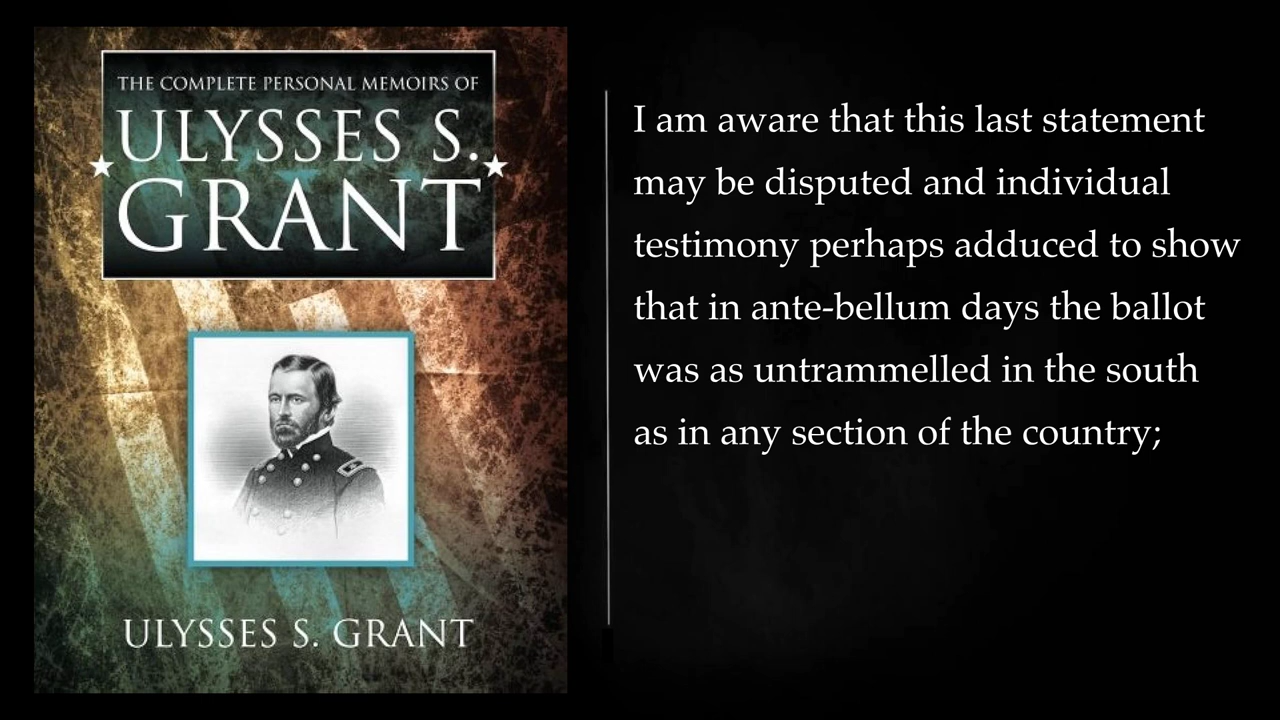 THE COMPLETE PERSONAL MEMOIRS OF
ULYSSES S.
GRANT
ULYSSES S. GRANT
I am aware that this last statement
may be disputed and individual
testimony perhaps adduced to show
that in ante-bellum days the ballot
was as untrammelled in the south
as in any section of the country;